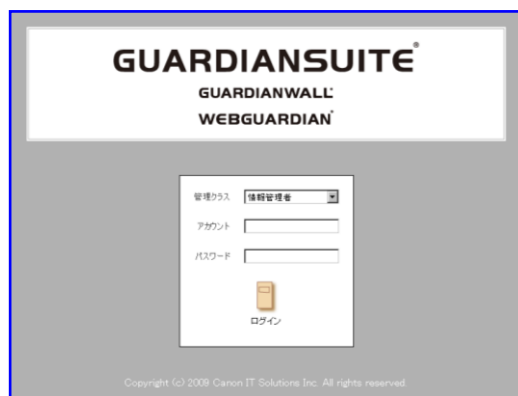 GUARDIANSUITE®
GUARDIANWALL
WEBGUARDIAN
管理クラス 情報管理者
アカウント
パスワード
ログイン
Copyright (c) 2009 Canon IT Solutions Inc. All rights reserved.